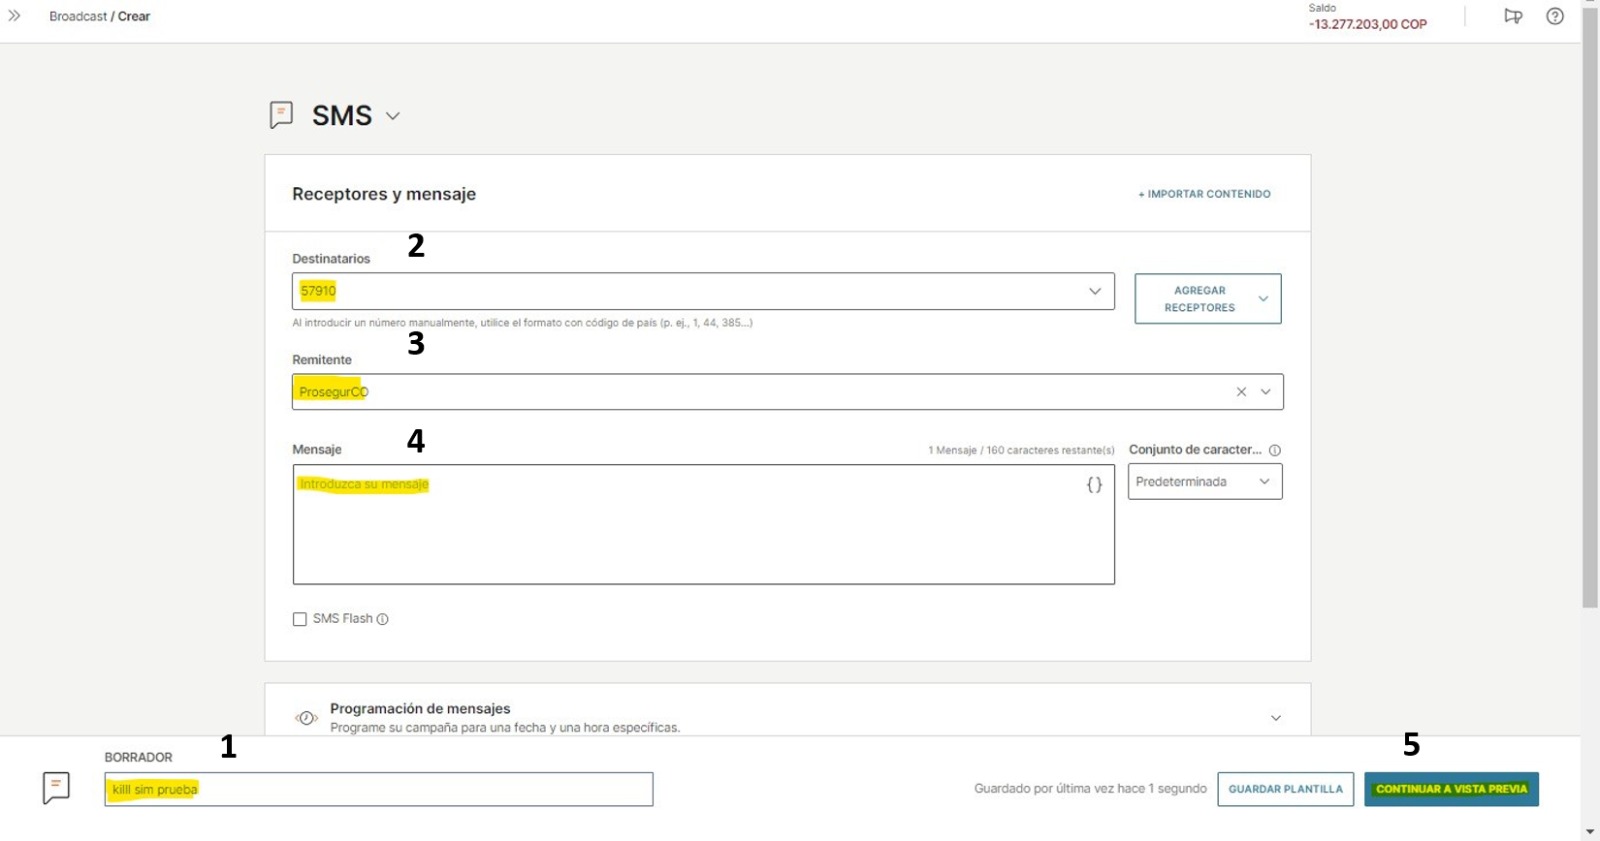 Broadcast / Crear
Saldo
-13.277.203,00 COP
SMS
Receptores y mensaje
+ IMPORTAR CONTENIDO
2
Destinatarios
57910
AGREGAR
RECEPTORES
Al introducir un número manualmente, utilice el formato con código de país (p. ej., 1, 44, 385...)
3
Remitente
ProsegurCO
4
Mensaje
1 Mensaje / 160 caracteres restante(s)
Conjunto de caracter...
Introduzca su mensaje
{}
Predeterminada
SMS Flash
Programación de mensajes
Programe su campaña para una fecha y una hora específicas.
1
BORRADOR
killl sim prueba
Guardado por última vez hace 1 segundo
GUARDAR PLANTILLA
5
CONTINUAR A VISTA PREVIA